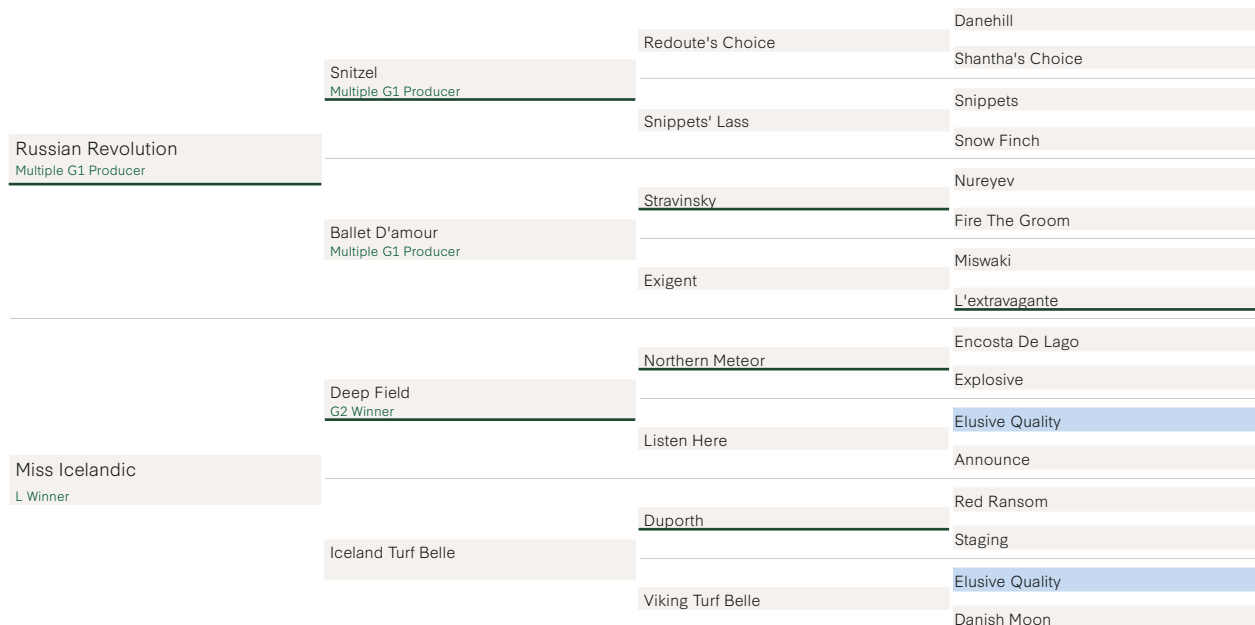 Danehill
Redoute's Choice
Shantha's Choice
Snitzel
Multiple G1 Producer
Snippets
Snippets' Lass
Snow Finch
Russian Revolution
Multiple G1 Producer
Nureyev
Stravinsky
Fire The Groom
Ballet D'amour
Multiple G1 Producer
Miswaki
Exigent
L'extravagante
Encosta De Lago
Northern Meteor
Explosive
Deep Field
G2 Winner
Elusive Quality
Listen Here
Announce
Miss Icelandic
L Winner
Red Ransom
Duporth
Staging
Iceland Turf Belle
Elusive Quality
Viking Turf Belle
Danish Moon